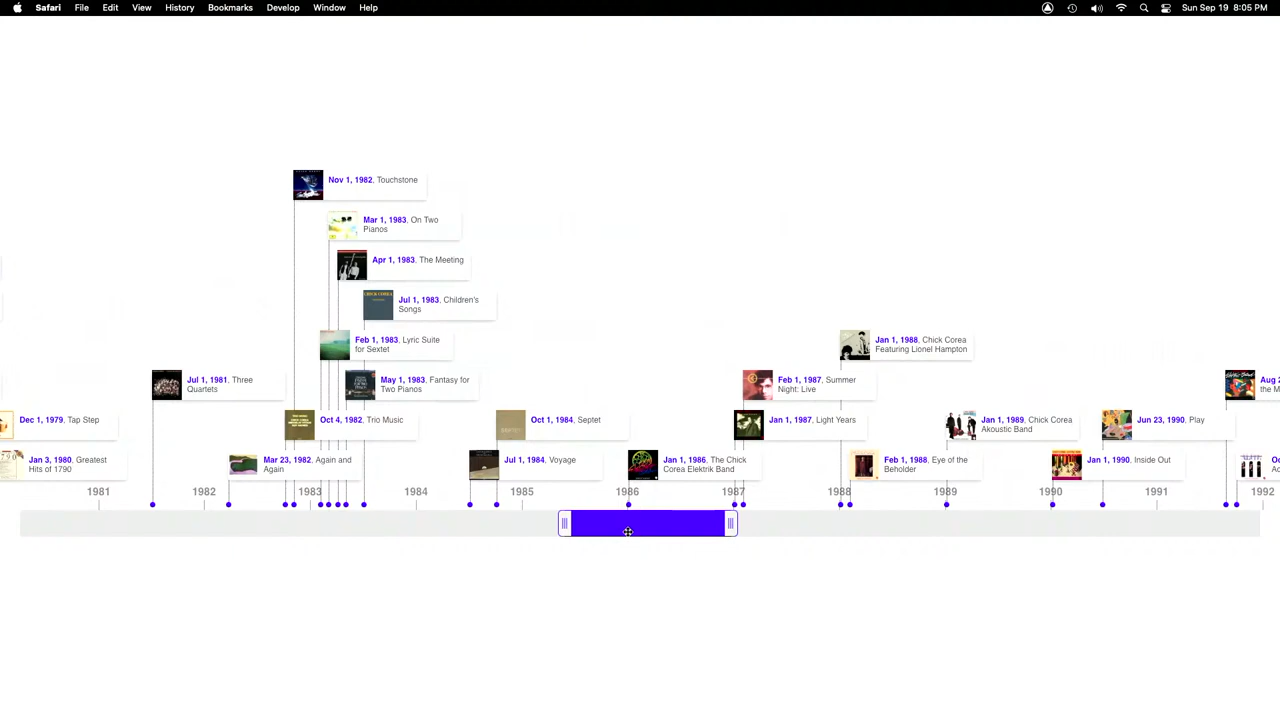 Safari File Edit View History Bookmarks Develop Window Help Sun Sep 19 8:05 PM
Nov 1, 1982, Touchstone
Mar 1, 1983, On Two
Pianos
Apr 1, 1983, The Meeting
CHICK COREA
Jul 1, 1983, Children's
Songs
Feb 1, 1983, Lyric Suite
for Sextet
Jan 1, 1988, Chick Corea
Featuring Lionel Hampton
Jul 1, 1981, Three
Quartets
May 1, 1983, Fantasy for
Two Pianos
Feb 1, 1987, Summer
Night: Live
Aug 2
the M
Dec 1, 1979, Tap Step
Oct 4, 1982, Trio Music
Oct 1, 1984, Septet
Jan 1, 1987, Light Years
Jan 1, 1989, Chick Corea
Akoustic Band
Jun 23, 1990, Play
Jan 3, 1980, Greatest
Hits of 1790
Mar 23, 1982, Again and
Again
Jul 1, 1984, Voyage
Jan 1, 1986, The Chick
Corea Elektrik Band
Feb 1, 1988, Eye of the
Beholder
Jan 1, 1990, Inside Out
Oc
Ac
1981 1982 1983 1984 1985 1986 1987 1988 1989 1990 1991 1992